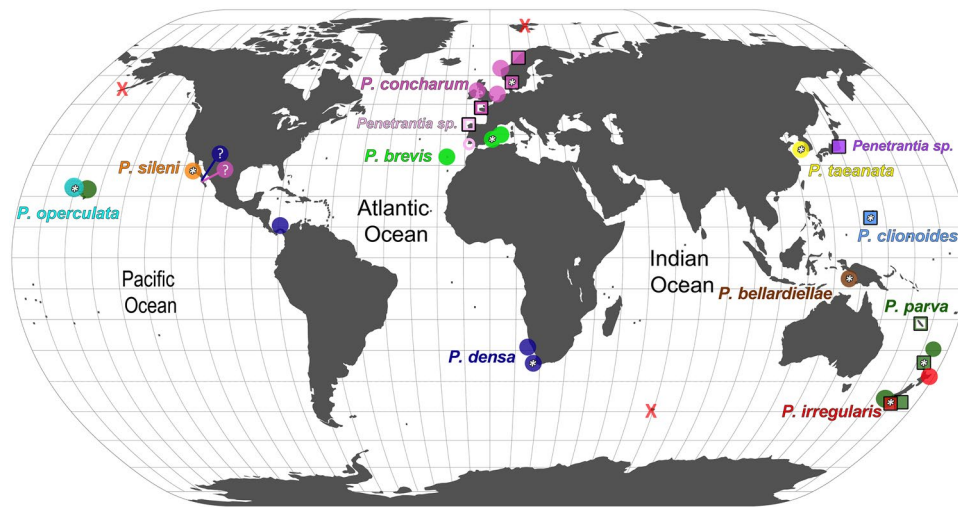 X
X
P. concharum
Penetrantia sp.
P. brevis
Penetrantia sp.
P. taeanata
?
?
P. sileni
P. operculata
Atlantic
Ocean
P. clionoides
Pacific
Ocean
Indian
Ocean
P. bellardiellae
P. parva
P. densa
P. irregularis
X